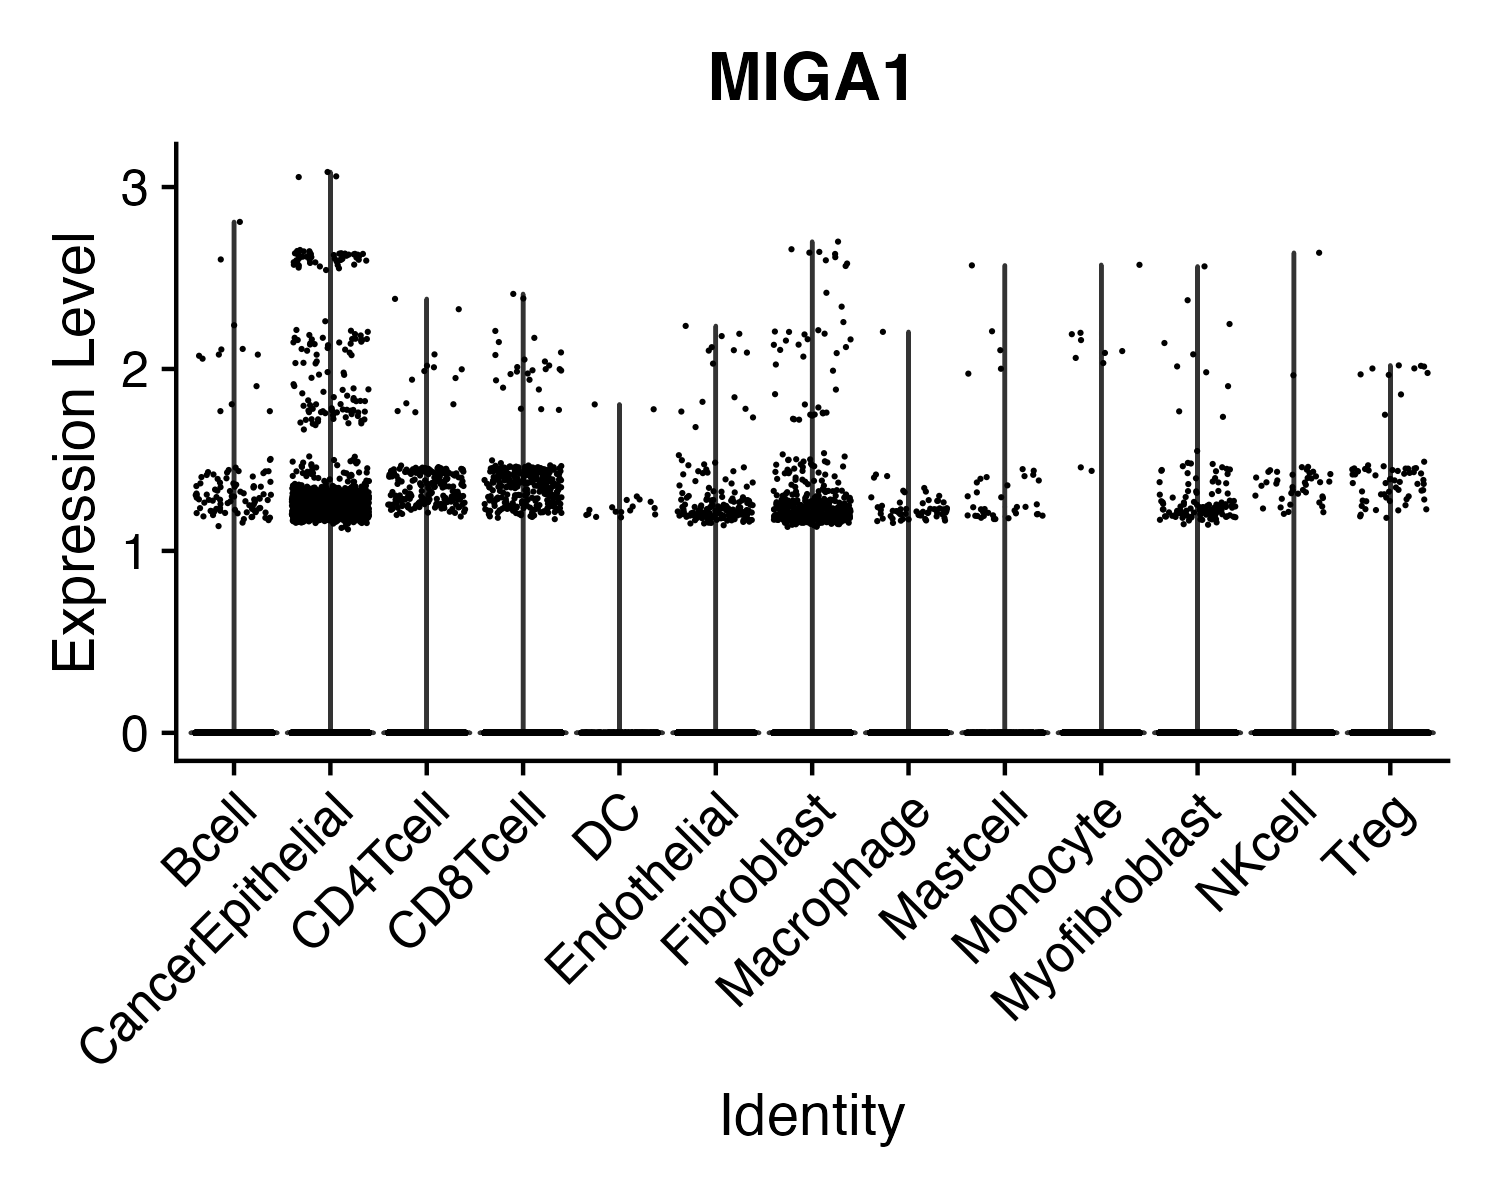 MIGA1
Expression Level
3
2
1
0
Bcell
CancerEpithelial
CD4Tcell
CD8Tcell
DC
Endothelial
Fibroblast
Macrophage
Mastcell
Monocyte
Myofibroblast
NKcell
Treg
Identity